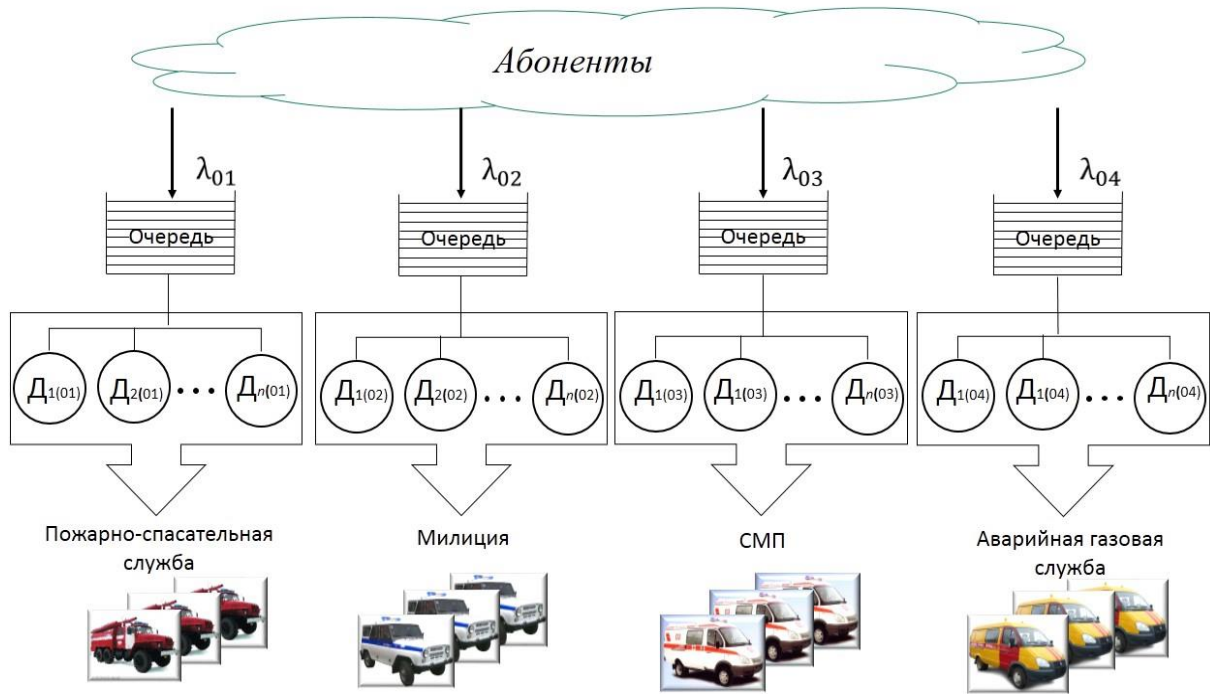 Абоненты
λ01 λ02 λ03 λ04
Очередь Очередь Очередь Очередь
Д1(01) Д2(01) • • • Дn(01) Д1(02) Д2(02) • • • Дn(02) Д1(03) Д1(03) • • • Дn(03) Д1(04) Д1(04) • • • Дn(04)
Пожарно-спасательная
служба
Милиция
СМП
Аварийная газовая
служба